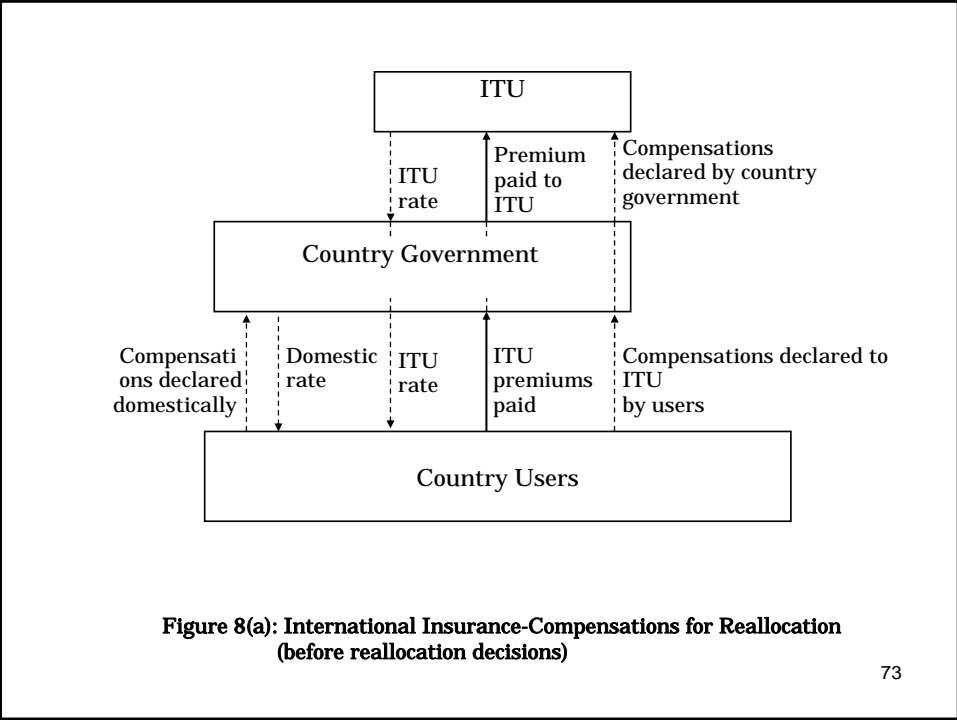 ITU
ITU
rate
Premium
paid to
ITU
Compensations
declared by country
government
Country Government
Compensati
ons declared
domestically
Domestic
rate
ITU
rate
ITU
premiums
paid
Compensations declared to
ITU
by users
Country Users
Figure 8(a): International Insurance-Compensations for Reallocation
(before reallocation decisions)
73